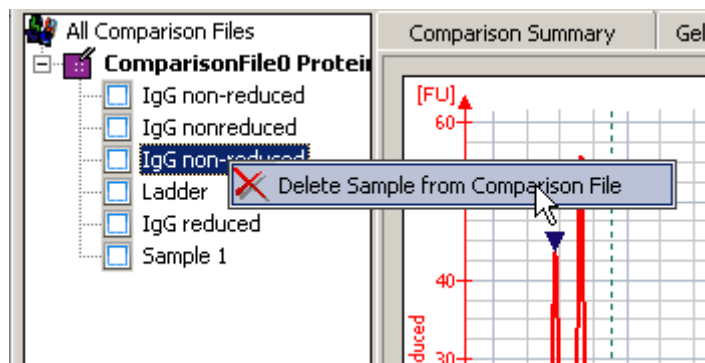 All Comparison Files
ComparisonFile0 Protei
IgG non-reduced
IgG nonreduced
IgG non-reduced
Ladder
IgG reduced
Sample 1
Delete Sample from Comparison File
Comparison Summary
Gel
[FU]
60
40
30
duced